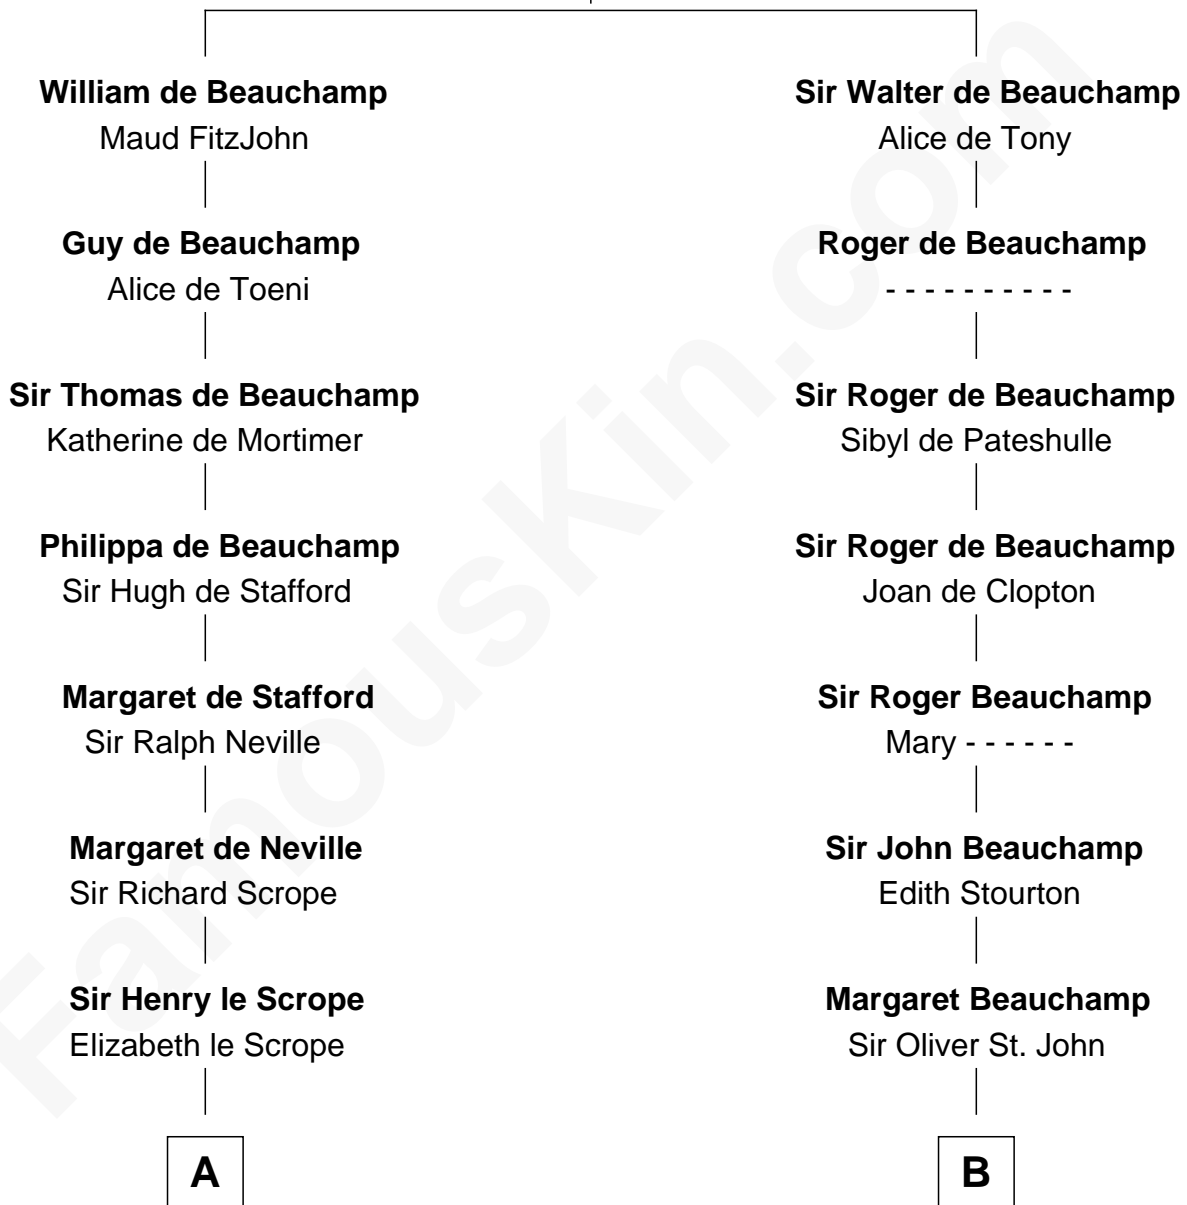 William de Beauchamp
Maud FitzJohn
Guy de Beauchamp
Alice de Toeni
Sir Thomas de Beauchamp
Katherine de Mortimer
Philippa de Beauchamp
Sir Hugh de Stafford
Margaret de Stafford
Sir Ralph Neville
Margaret de Neville
Sir Richard Scrope
Sir Henry le Scrope
Elizabeth le Scrope
A
Sir Walter de Beauchamp
Alice de Tony
Roger de Beauchamp
- - - - - - - - - -
Sir Roger de Beauchamp
Sibyl de Pateshulle
Sir Roger de Beauchamp
Joan de Clopton
Sir Roger Beauchamp
Mary - - - - - -
Sir John Beauchamp
Edith Stourton
Margaret Beauchamp
Sir Oliver St. John
B
FamousKin.com